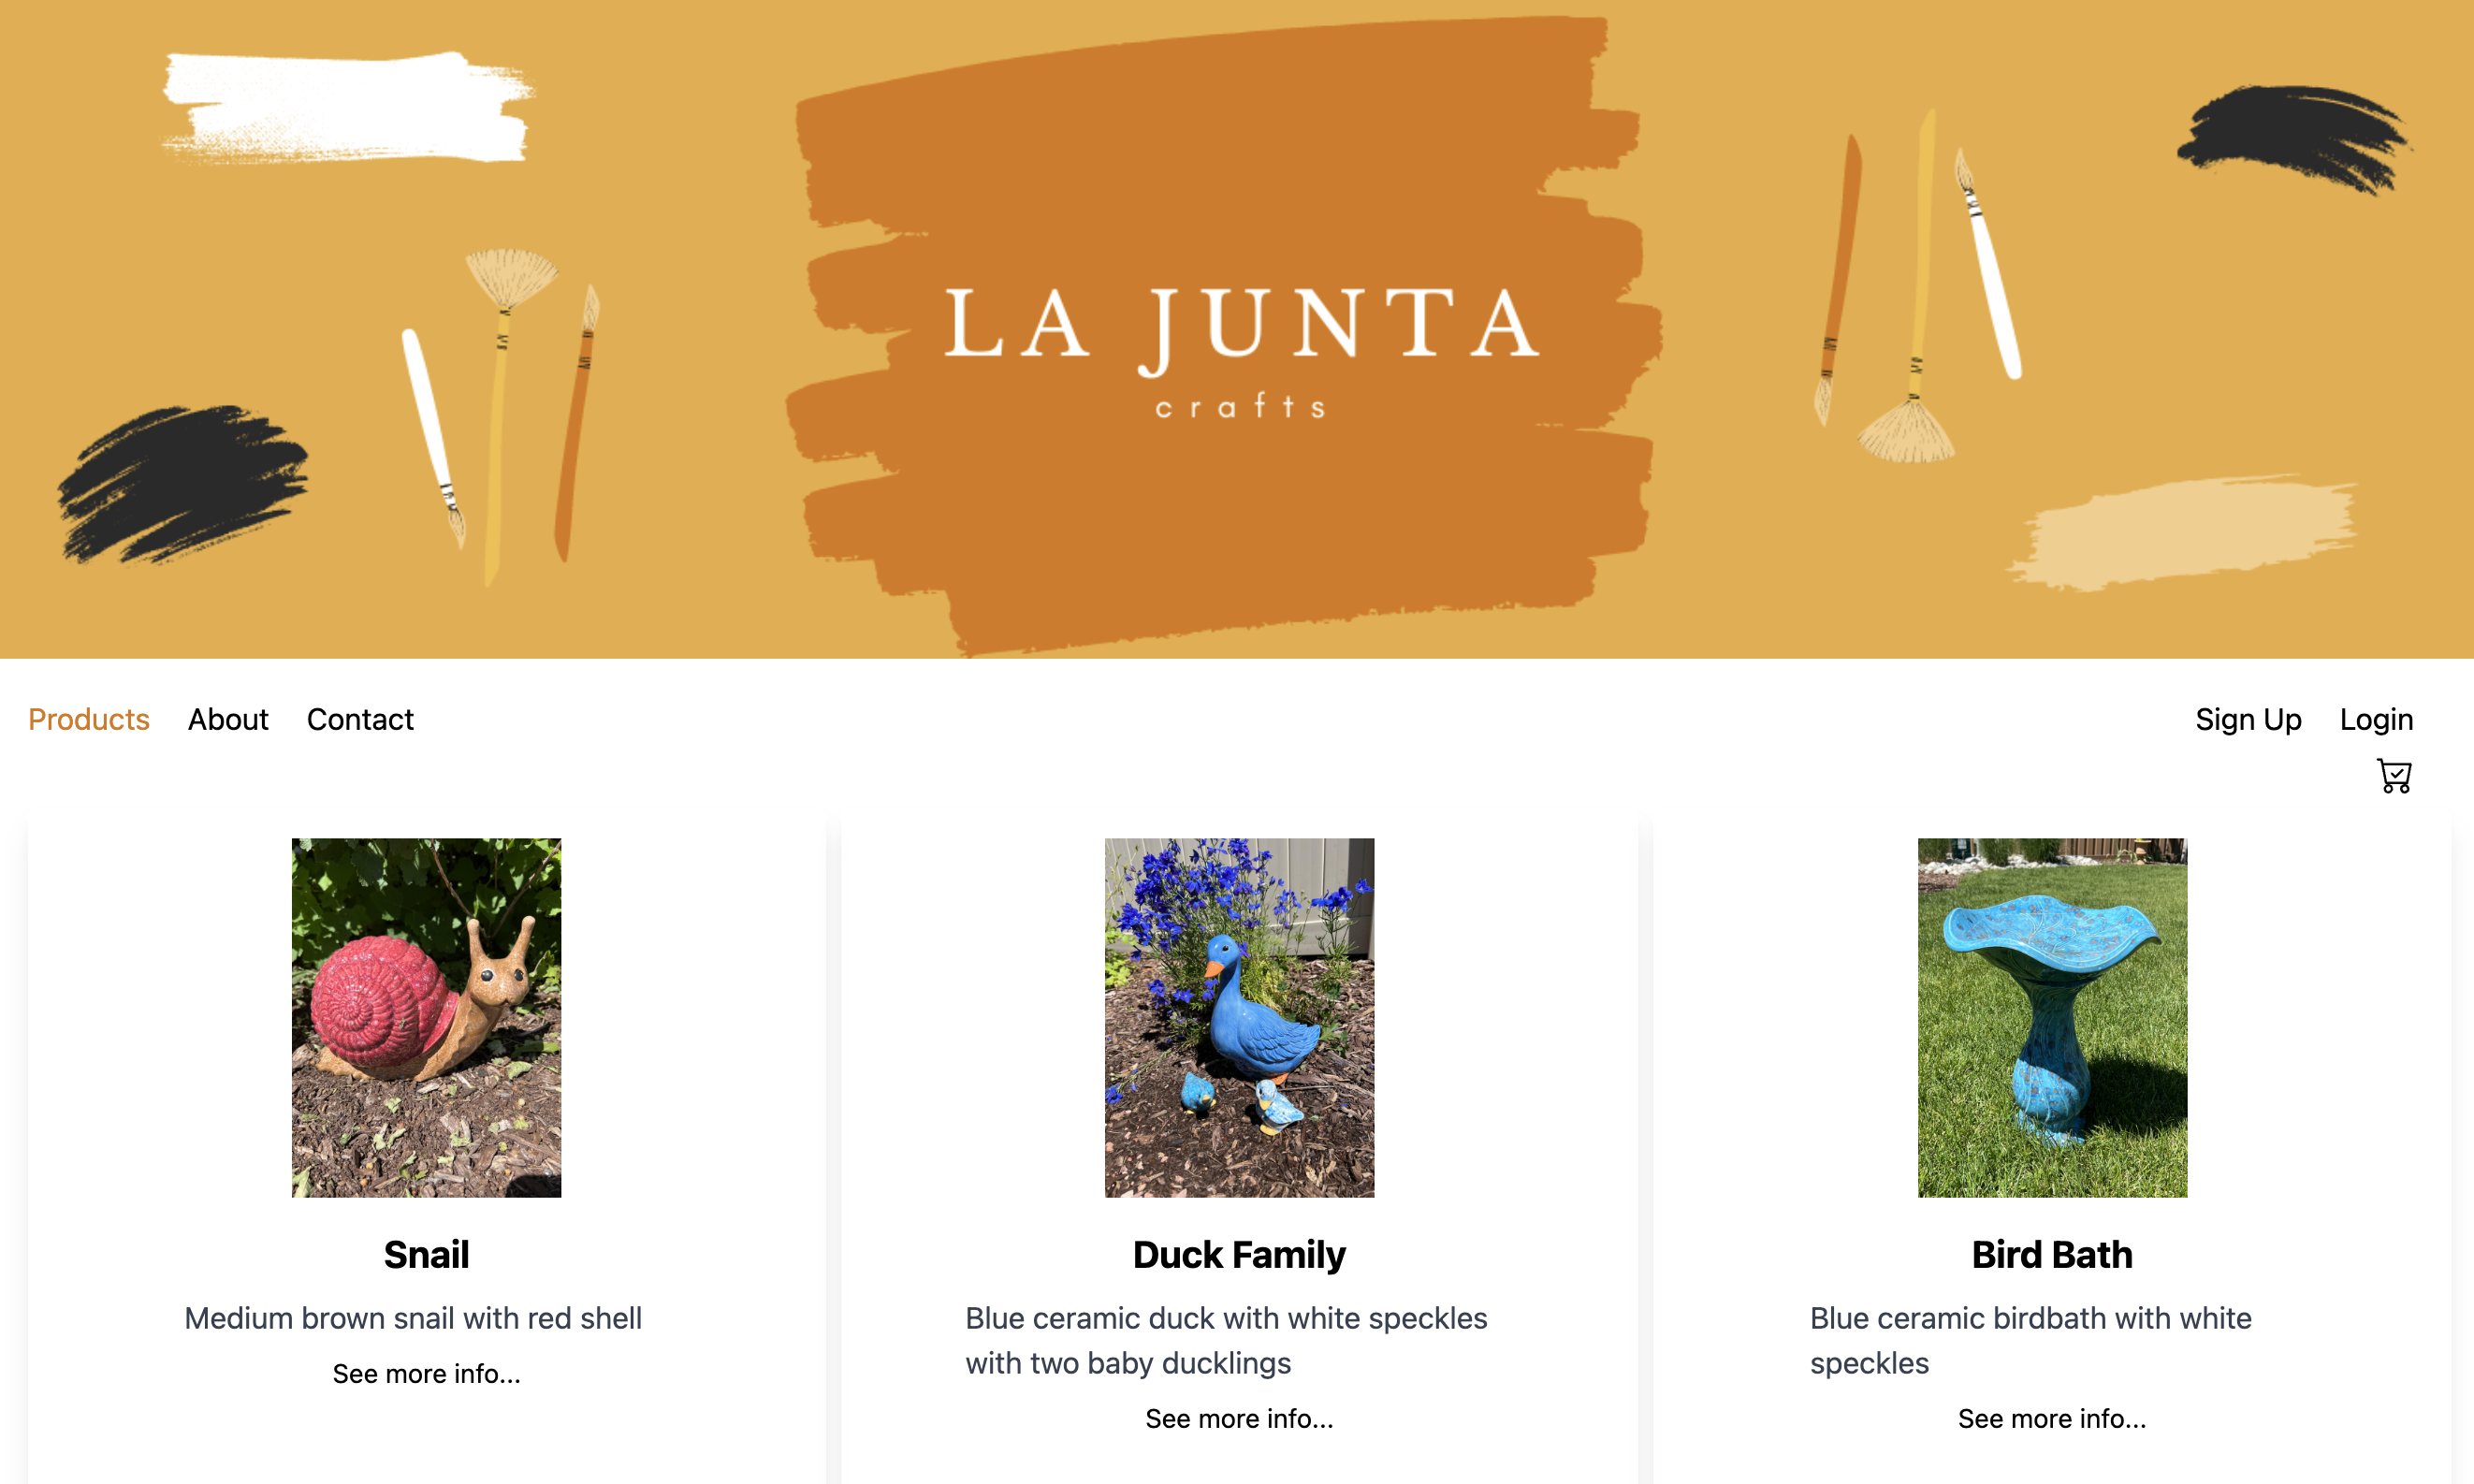 LA JUNTA
crafts
Products About Contact Sign Up Login
Snail
Medium brown snail with red shell
See more info...
Duck Family
Blue ceramic duck with white speckles
with two baby ducklings
See more info...
Bird Bath
Blue ceramic birdbath with white
speckles
See more info...